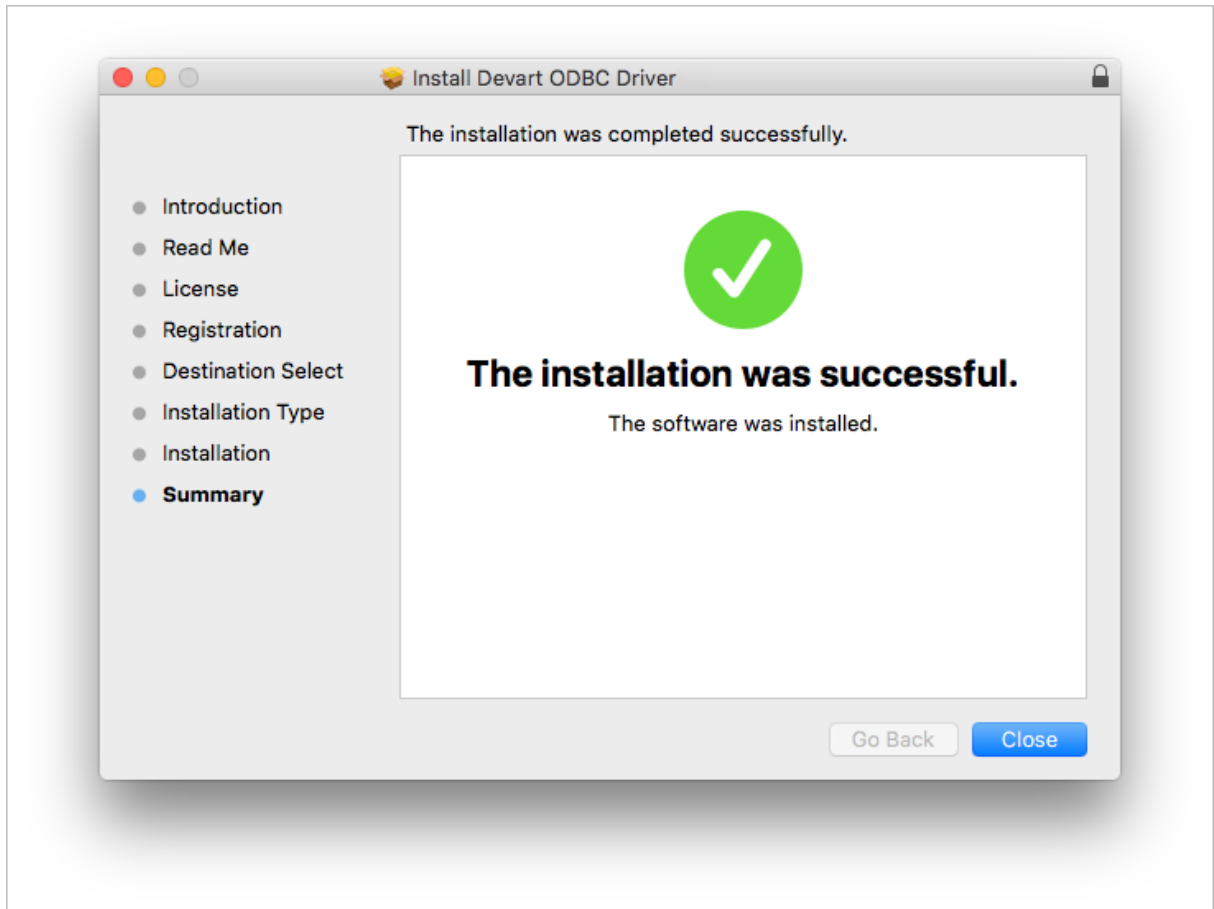 Install Devart ODBC Driver
The installation was completed successfully.
Introduction
Read Me
License
Registration
Destination Select
Installation Type
Installation
Summary
The installation was successful.
The software was installed.
Go Back
Close